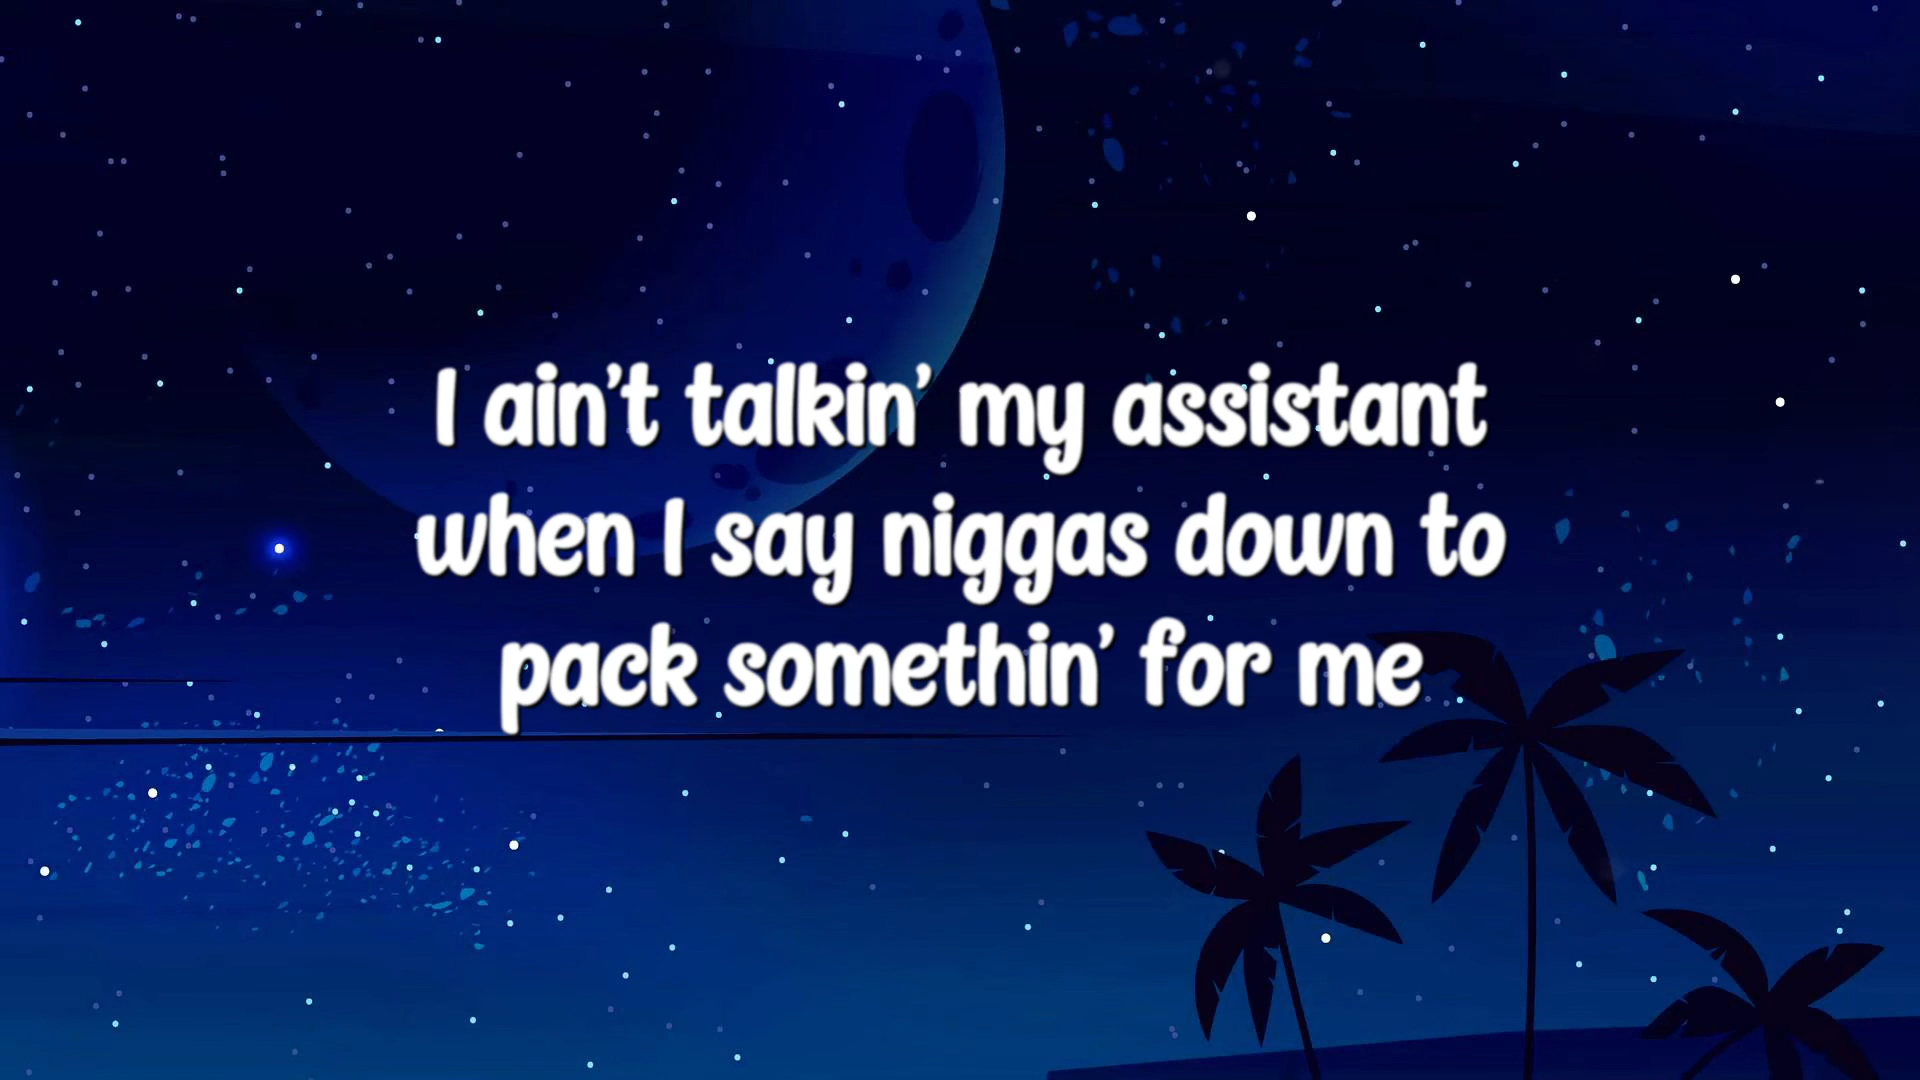 I ain't talkin' my assistant
when I say niggas down to
pack somethin' for me